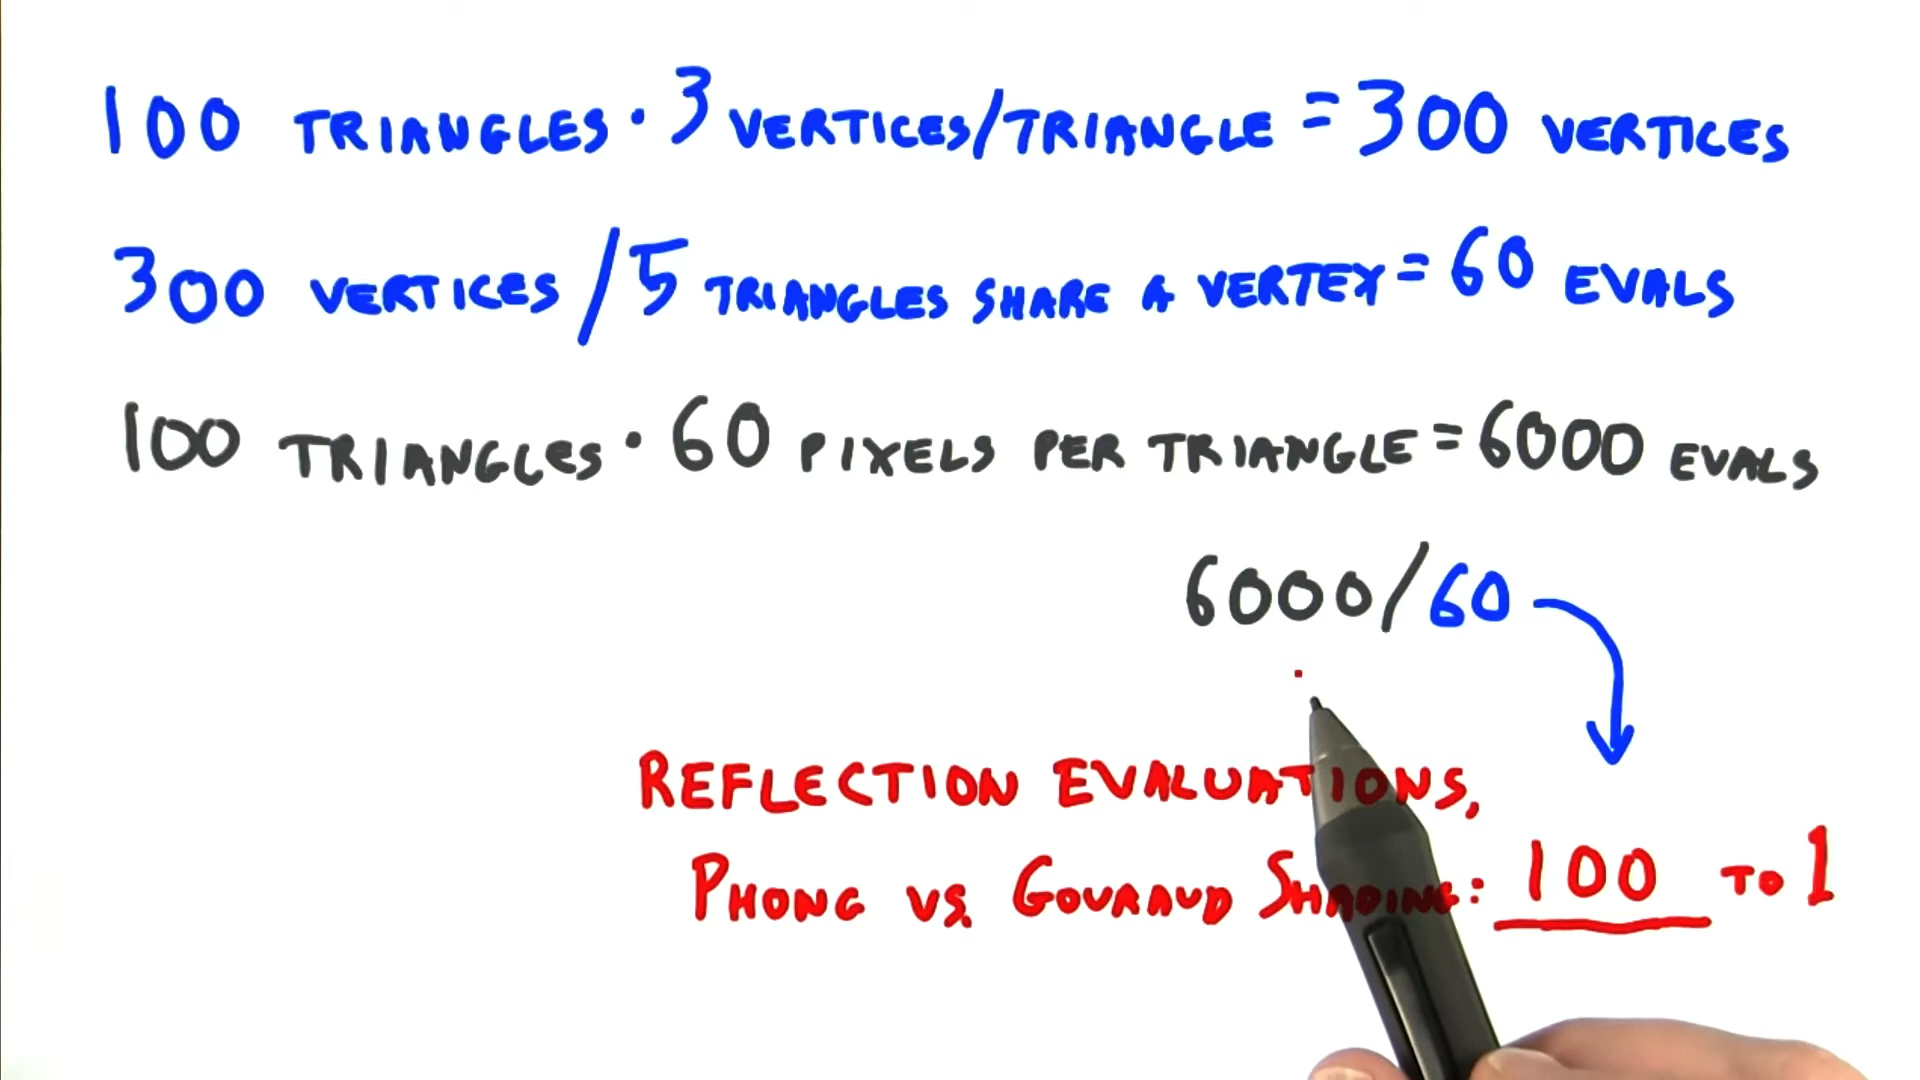 100 TRIANGLES · 3 VERTICES/TRIANGLE = 300 VERTICES
300 VERTICES / 5 TRIANGLES SHARE A VERTEX = 60 EVALS
100 TRIANGLES · 60 PIXELS PER TRIANGLE = 6000 EVALS
6000/60
REFLECTION EVALUATIONS,
PHONG VS. GOURAUD SHADING: 100 TO 1